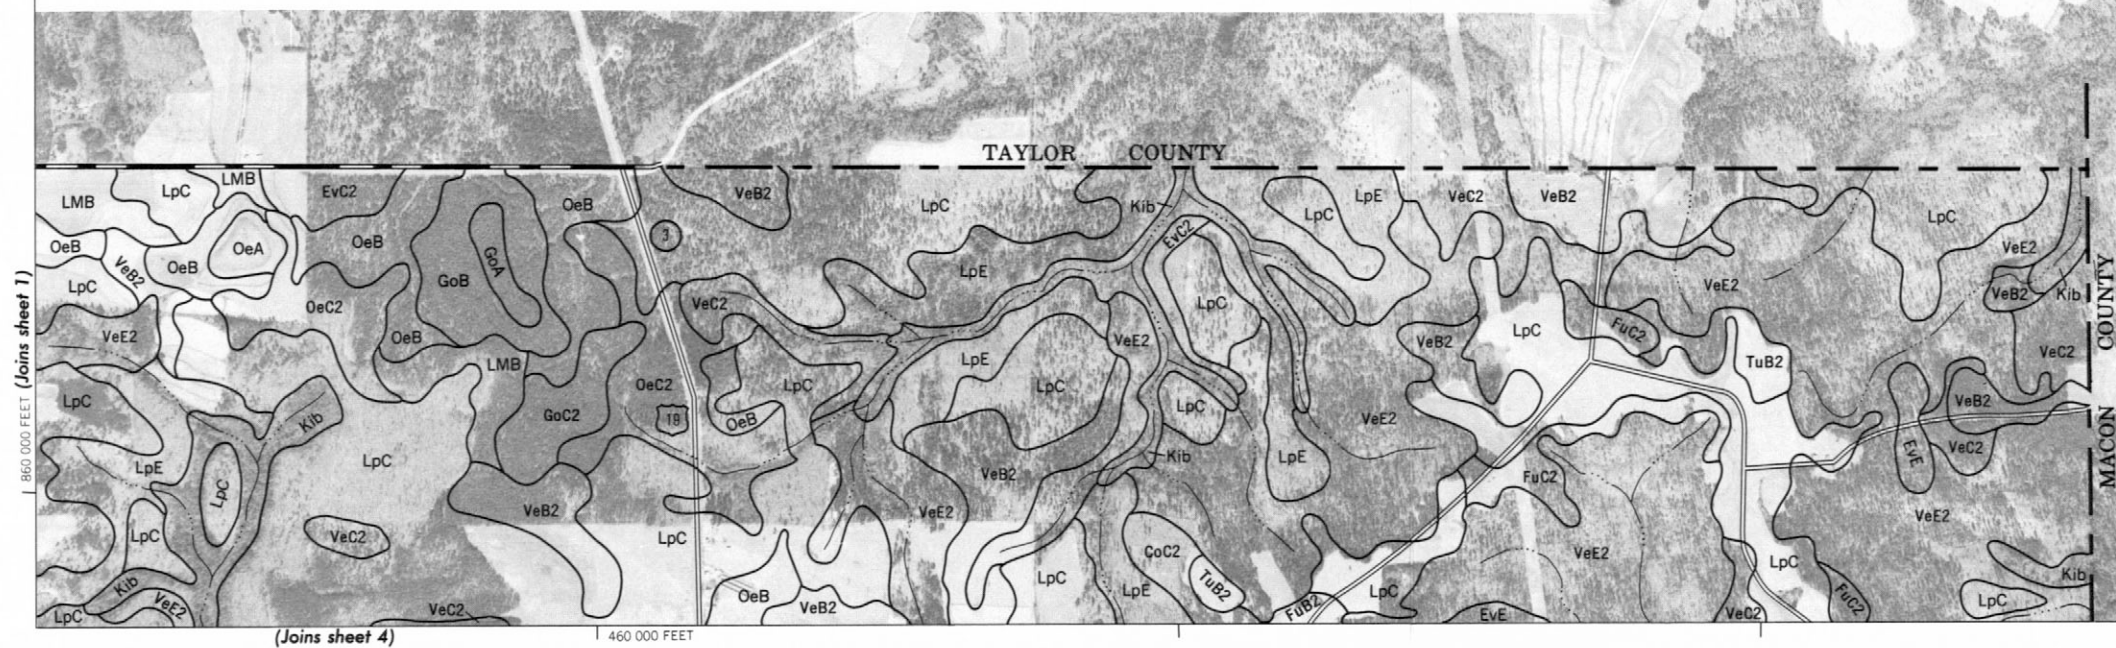 TAYLOR COUNTY
LMB
LpC
LMB
EvC2
OeB
VeB2
LpC
Kib
LpC
LpE
VeC2
VeB2
LpC
OeB
VeB2
OeB
OeA
OeB
3
EvC2
VeE2
COUNTY
LpC
OeC2
GoB
GoA
LpE
LpC
VeE2
VeB2
Kib
VeE2
OeB
LMB
VeC2
LpE
VeE2
VeB2
LpC
FuC2
TuB2
VeC2
860 000 FEET (Joins sheet 1)
LpC
Kib
GoC2
OeC2
19
OeB
LpC
LpC
LpC
VeE2
VeB2
VeC2
EvE
MACON
LpE
LpC
LpC
VeB2
Kib
LpE
FuC2
VeE2
LpC
VeC2
VeB2
LpC
VeE2
CoC2
VeE2
LpC
Kib
Kib
VeE2
LpC
VeC2
OeB
VeB2
LpC
LpE
TuB2
FuB2
LpC
EvE
VeC2
FuC2
LpC
(Joins sheet 4)
460 000 FEET